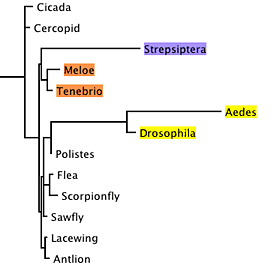 Cicada
Cercopid
Strepsiptera
Meloe
Tenebrio
Aedes
Drosophila
Polistes
Flea
Scorpionfly
Sawfly
Lacewing
Antlion